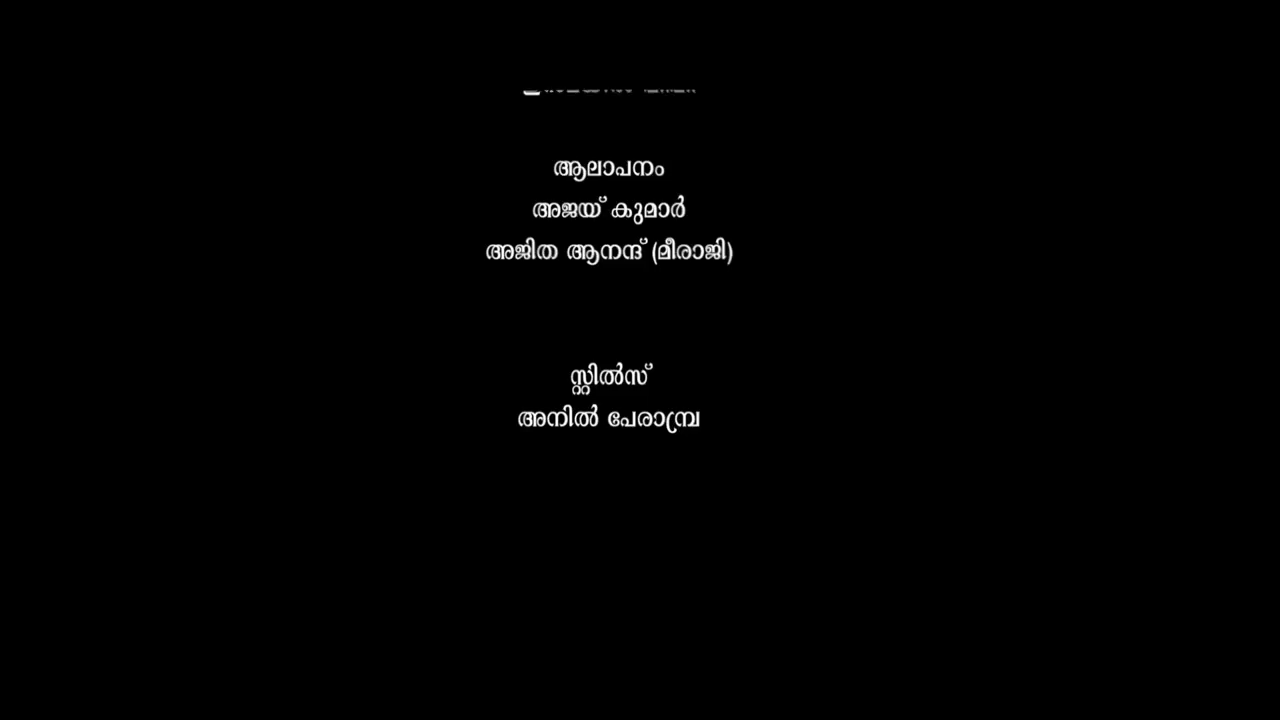 ആലാപനം
അജയ് കുമാർ
അജിത ആനന്ദ് (മീരാജി)
സ്റ്റിൽസ്
അനിൽ പേരാമ്പ്ര